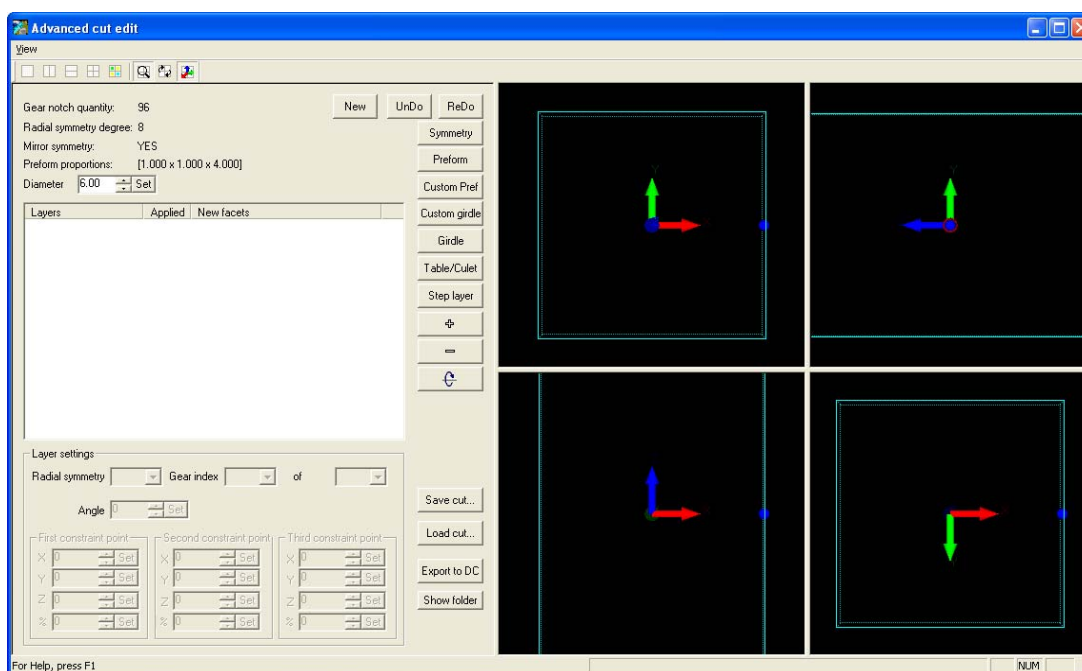 Advanced cut edit
View
Gear notch quantity: 96
New UnDo ReDo
Radial symmetry degree: 8
Symmetry
Mirror symmetry: YES
Preform proportions: [1.000 x 1.000 x 4.000]
Preform
Diameter 6.00 Set
Custom Pref
Layers Applied New facets
Custom girdle
Girdle
Table/Culet
Step layer
Layer settings
Radial symmetry Gear index of
Angle 0 Set
Save cut...
Load cut...
First constraint point Second constraint point Third constraint point
X 0 Set X 0 Set X 0 Set
Y 0 Set Y 0 Set Y 0 Set
Export to DC
Z 0 Set Z 0 Set Z 0 Set
Show folder
% 0 Set % 0 Set % 0 Set
For Help, press F1 NUM